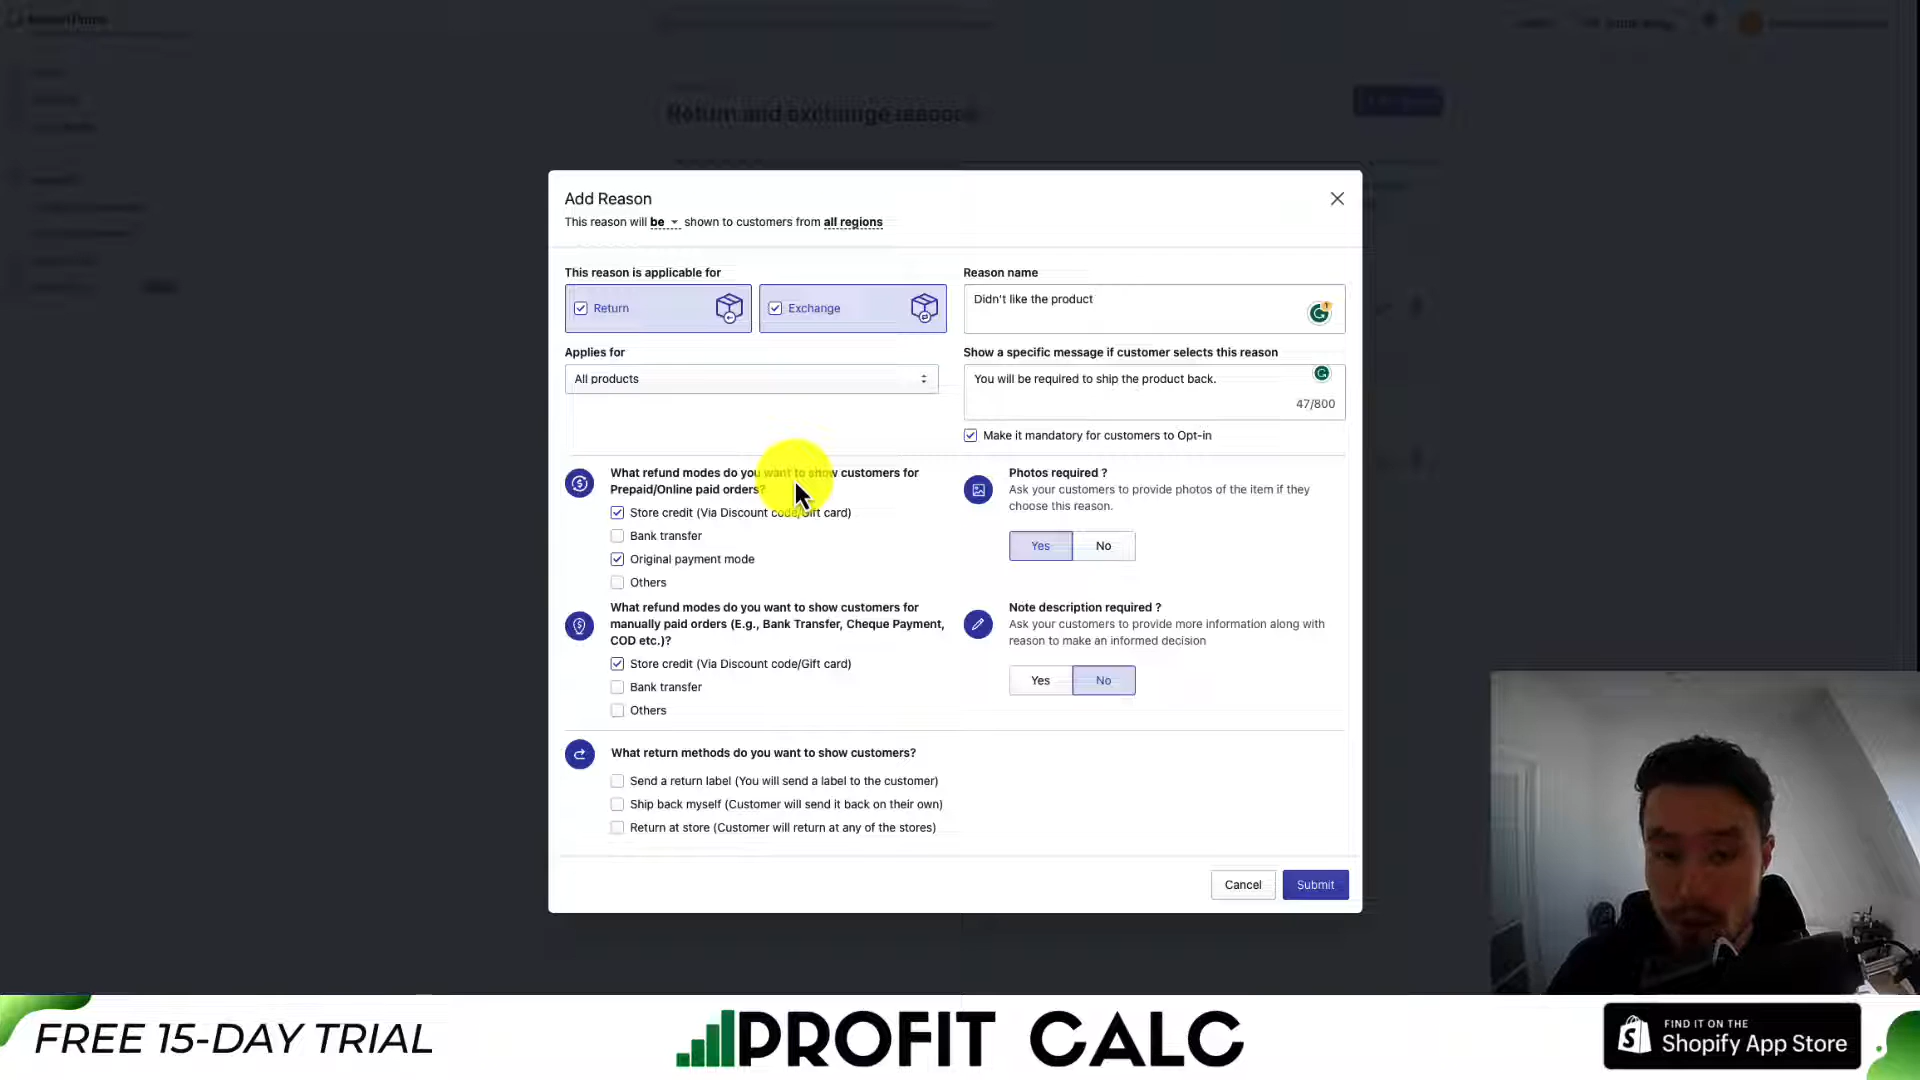 Return and exchange reasons
Add Reason
This reason will be shown to customers from all regions
This reason is applicable for
Return
Exchange
Applies for
All products
Reason name
Didn't like the product
Show a specific message if customer selects this reason
You will be required to ship the product back.
47/800
Make it mandatory for customers to Opt-in
What refund modes do you want to show customers for
Prepaid/Online paid orders?
Store credit (Via Discount code/Gift card)
Bank transfer
Original payment mode
Others
What refund modes do you want to show customers for
manually paid orders (E.g., Bank Transfer, Cheque Payment,
COD etc.)?
Store credit (Via Discount code/Gift card)
Bank transfer
Others
Photos required ?
Ask your customers to provide photos of the item if they
choose this reason.
Yes
No
Note description required ?
Ask your customers to provide more information along with
reason to make an informed decision
Yes
No
What return methods do you want to show customers?
Send a return label (You will send a label to the customer)
Ship back myself (Customer will send it back on their own)
Return at store (Customer will return at any of the stores)
Cancel
Submit
FREE 15-DAY TRIAL
PROFIT CALC
FIND IT ON THE
Shopify App Store